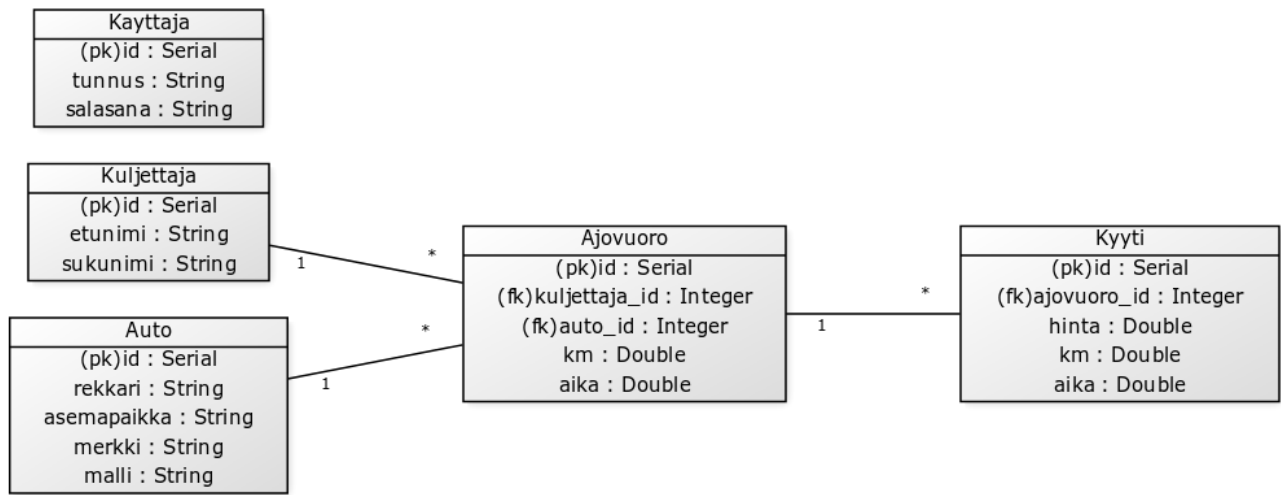 Kayttaja
(pk)id : Serial
tunnus : String
salasana : String
Kuljettaja
(pk)id : Serial
etunimi : String
sukunimi : String
1
*
Auto
(pk)id : Serial
rekkari : String
asemapaikka : String
merkki : String
malli : String
1
*
Ajovuoro
(pk)id : Serial
(fk)kuljettaja_id : Integer
(fk)auto_id : Integer
km : Double
aika : Double
1
*
Kyyti
(pk)id : Serial
(fk)ajovuoro_id : Integer
hinta : Double
km : Double
aika : Double